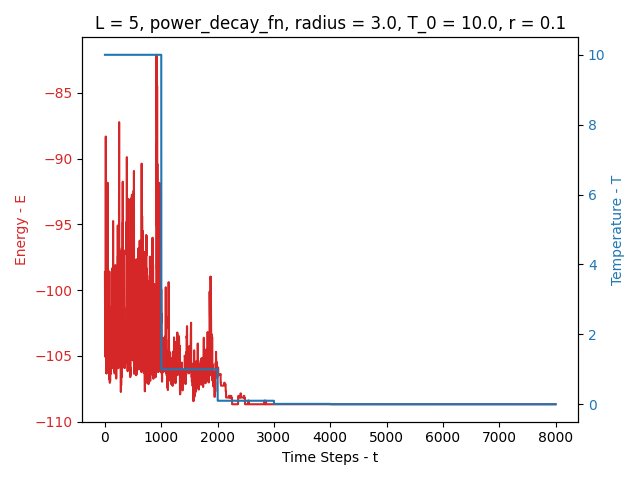 L = 5, power_decay_fn, radius = 3.0, T_0 = 10.0, r = 0.1
Energy - E
−85
−90
−95
−100
−105
−110
10
8
6
4
2
0
Temperature - T
0 1000 2000 3000 4000 5000 6000 7000 8000
Time Steps - t